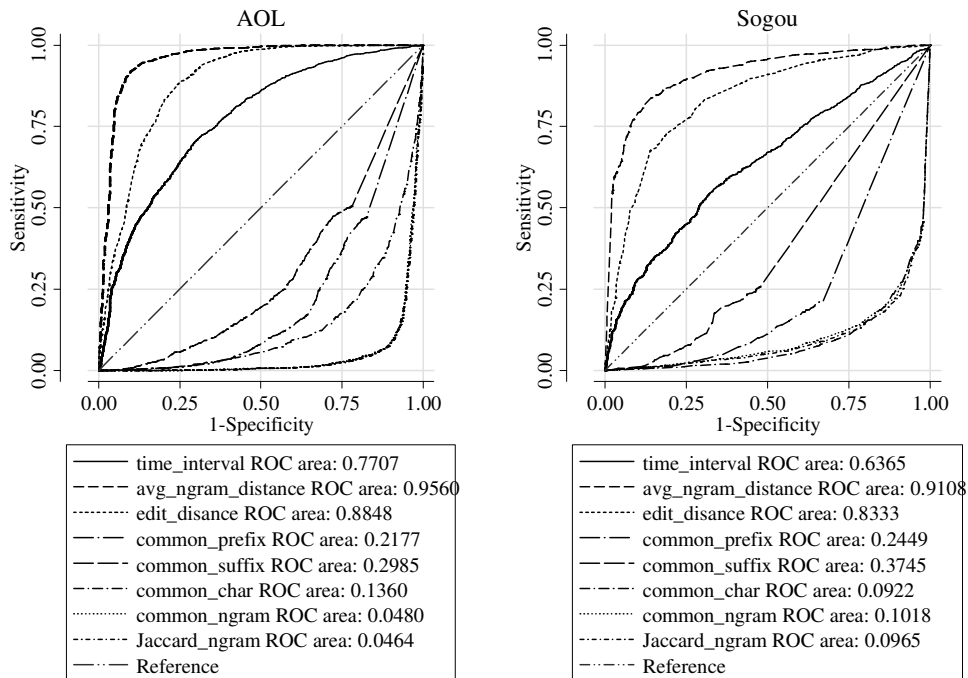 AOL
Sensitivity
1.00
0.75
0.50
0.25
0.00
0.00 0.25 0.50 0.75 1.00
1-Specificity
time_interval ROC area: 0.7707
avg_ngram_distance ROC area: 0.9560
edit_disance ROC area: 0.8848
common_prefix ROC area: 0.2177
common_suffix ROC area: 0.2985
common_char ROC area: 0.1360
common_ngram ROC area: 0.0480
Jaccard_ngram ROC area: 0.0464
Reference
Sogou
Sensitivity
1.00
0.75
0.50
0.25
0.00
0.00 0.25 0.50 0.75 1.00
1-Specificity
time_interval ROC area: 0.6365
avg_ngram_distance ROC area: 0.9108
edit_disance ROC area: 0.8333
common_prefix ROC area: 0.2449
common_suffix ROC area: 0.3745
common_char ROC area: 0.0922
common_ngram ROC area: 0.1018
Jaccard_ngram ROC area: 0.0965
Reference